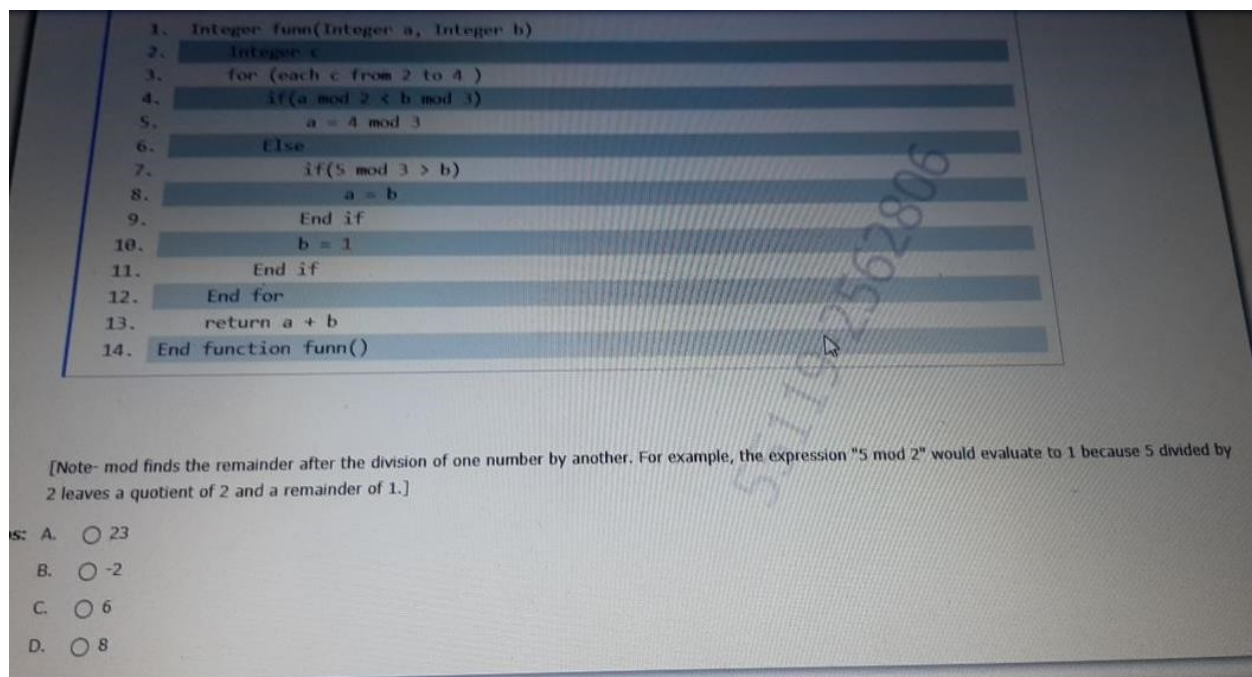 1. Integer funn(Integer a, Integer b)
2. Integer c
3. for (each c from 2 to 4 )
4. if(a mod 2 < b mod 3)
5. a = 4 mod 3
6. Else
7. if(5 mod 3 > b)
8. a = b
9. End if
10. b = 1
11. End if
12. End for
13. return a + b
14. End function funn()
[Note- mod finds the remainder after the division of one number by another. For example, the expression "5 mod 2" would evaluate to 1 because 5 divided by
2 leaves a quotient of 2 and a remainder of 1.]
s: A. 23
B. -2
C. 6
D. 8